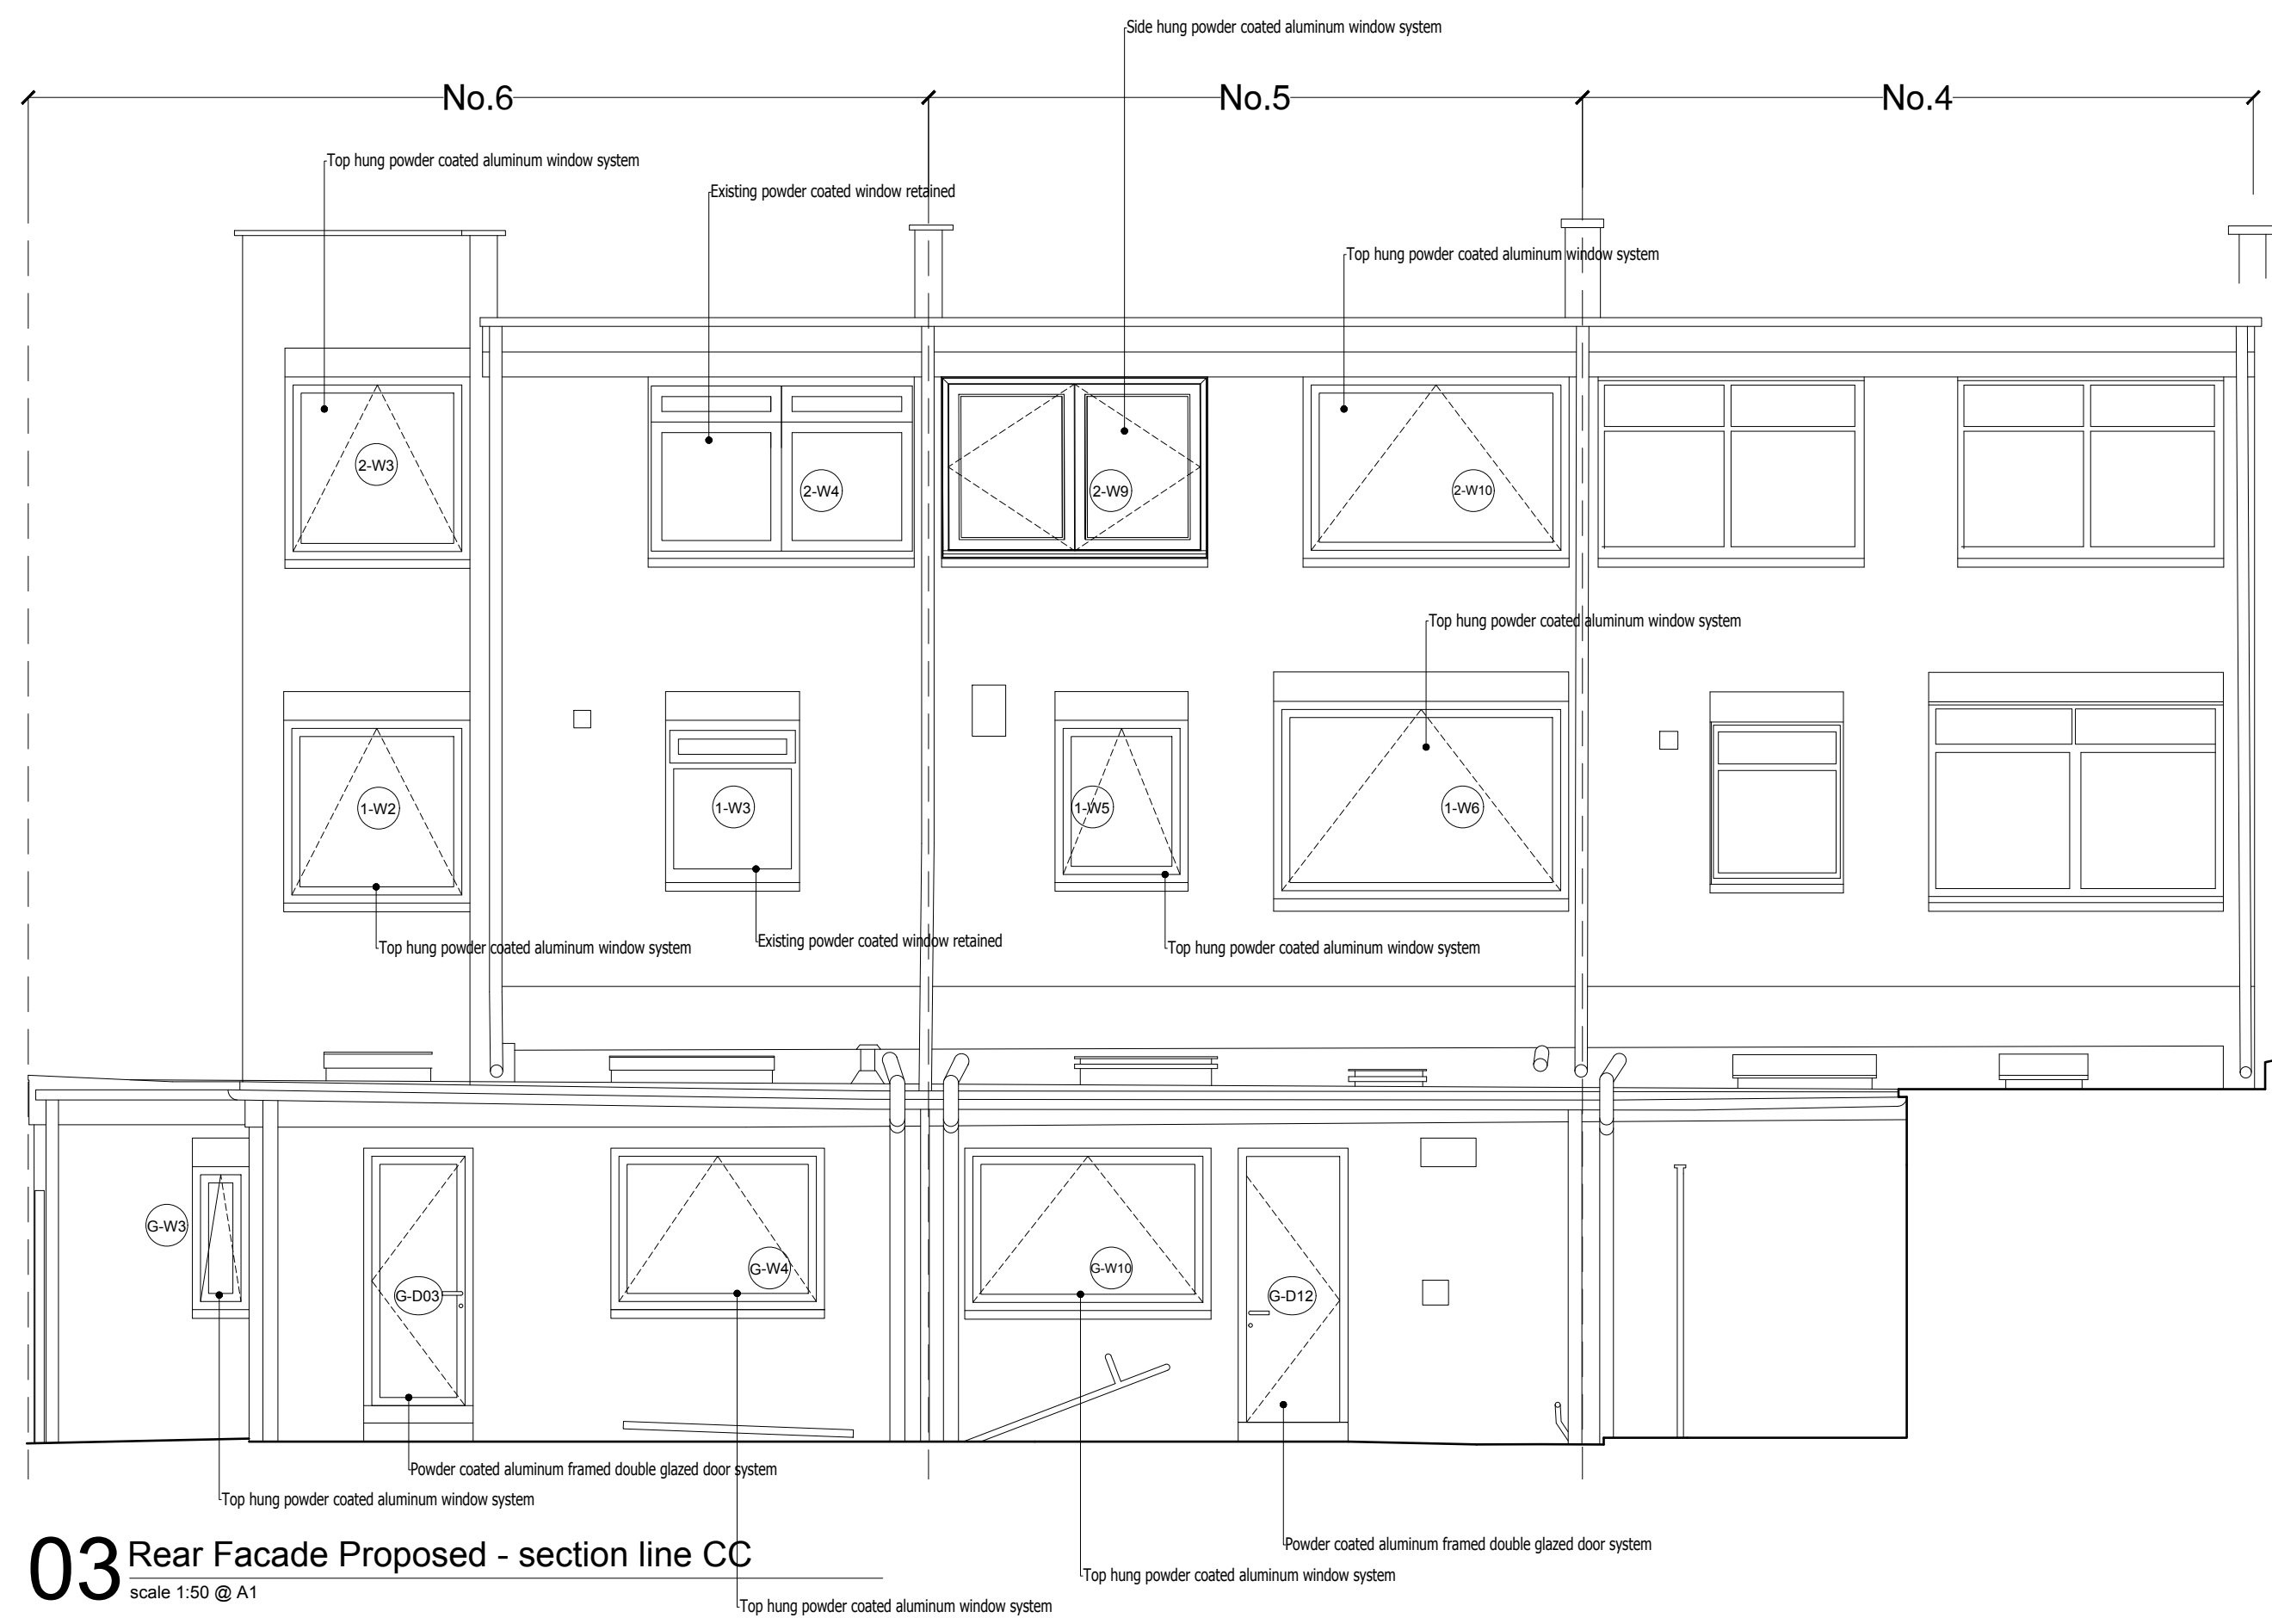 Side hung powder coated aluminum window system
No.6
No.5
No.4
Top hung powder coated aluminum window system
Existing powder coated window retained
Top hung powder coated aluminum window system
2-W3
2-W4
2-W9
2-W10
Top hung powder coated aluminum window system
1-W2
1-W3
1-W5
1-W6
Top hung powder coated aluminum window system
Existing powder coated window retained
Top hung powder coated aluminum window system
G-W3
G-W4
G-W10
G-D03
G-D12
Powder coated aluminum framed double glazed door system
Top hung powder coated aluminum window system
Powder coated aluminum framed double glazed door system
Top hung powder coated aluminum window system
Top hung powder coated aluminum window system
03 Rear Facade Proposed - section line CC
scale 1:50 @ A1